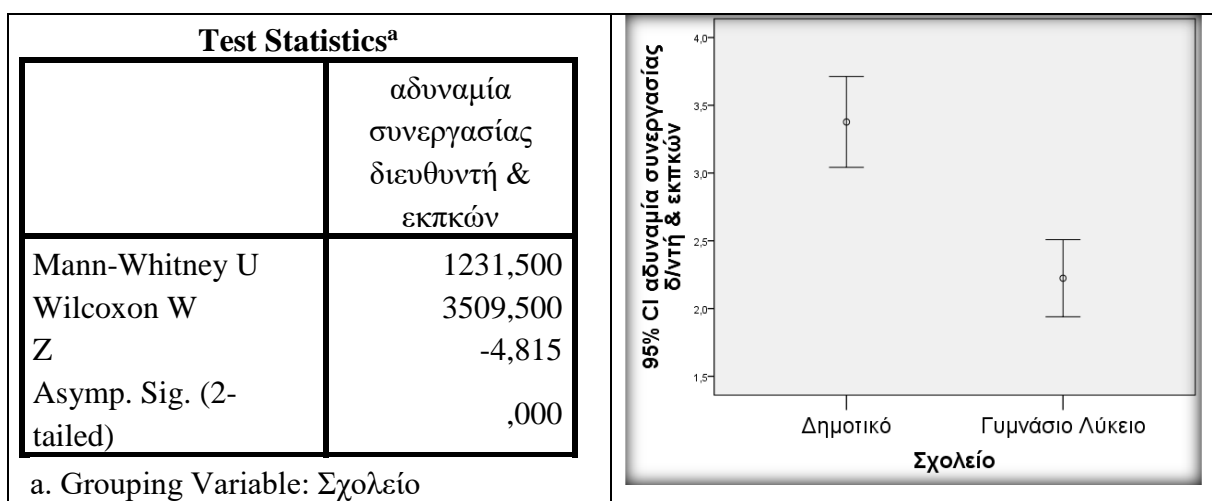 Test Statisticsᵃ
αδυναμία
συνεργασίας
διευθυντή &
εκπκών
Mann-Whitney U 1231,500
Wilcoxon W 3509,500
Z -4,815
Asymp. Sig. (2-
tailed) ,000
a. Grouping Variable: Σχολείο
95% CI αδυναμία συνεργασίας
δ/ντή & εκπκών
4,0
3,5
3,0
2,5
2,0
1,5
Δημοτικό Γυμνάσιο Λύκειο
Σχολείο